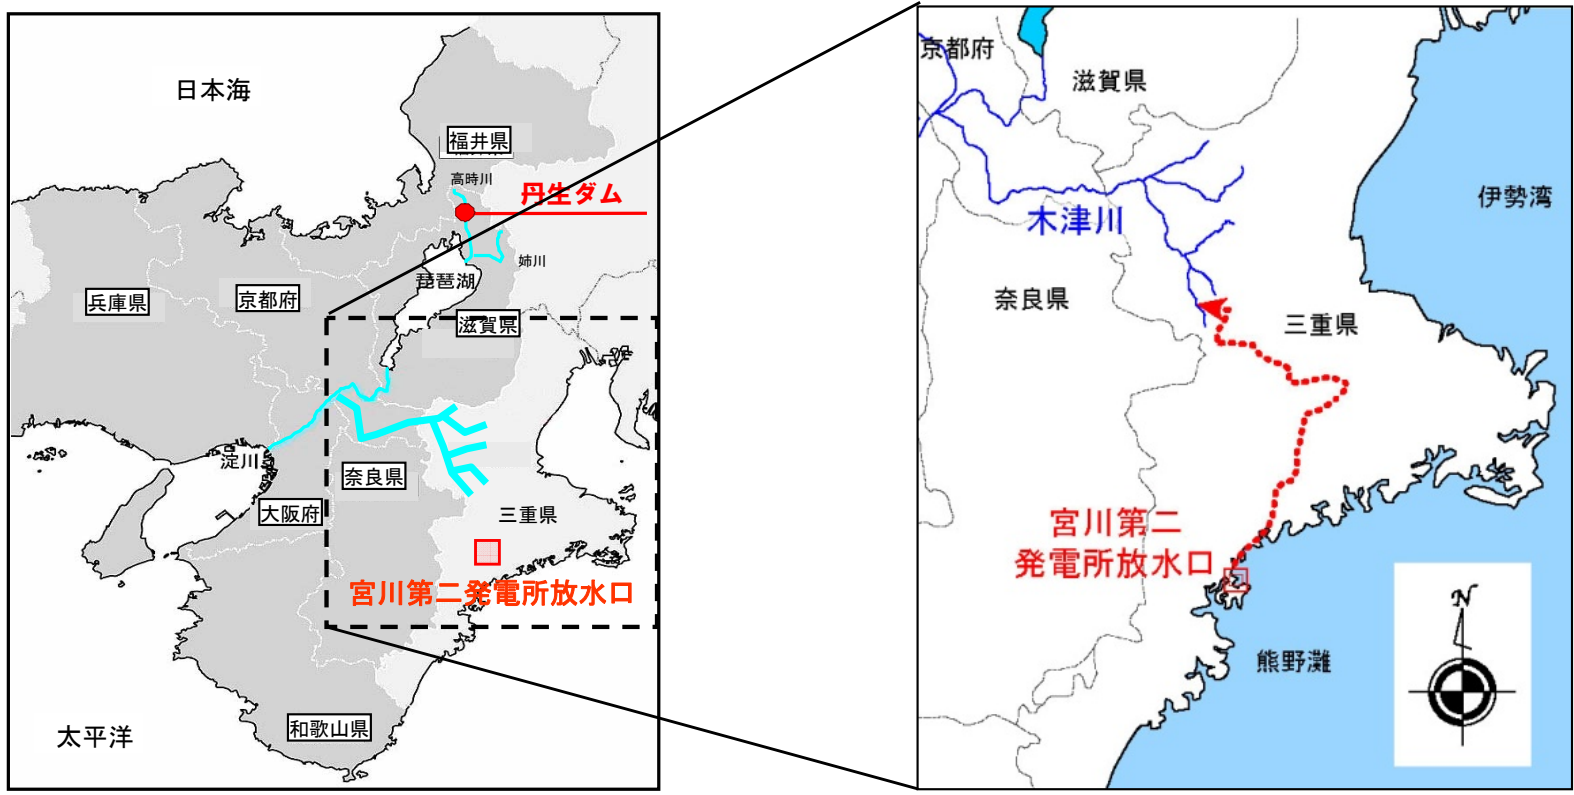 日本海
福井県
高時川
丹生ダム
姉川
琵琶湖
兵庫県
京都府
滋賀県
淀川
奈良県
大阪府
三重県
宮川第二発電所放水口
和歌山県
太平洋
京都府
滋賀県
伊勢湾
木津川
奈良県
三重県
宮川第二
発電所放水口
熊野灘
N